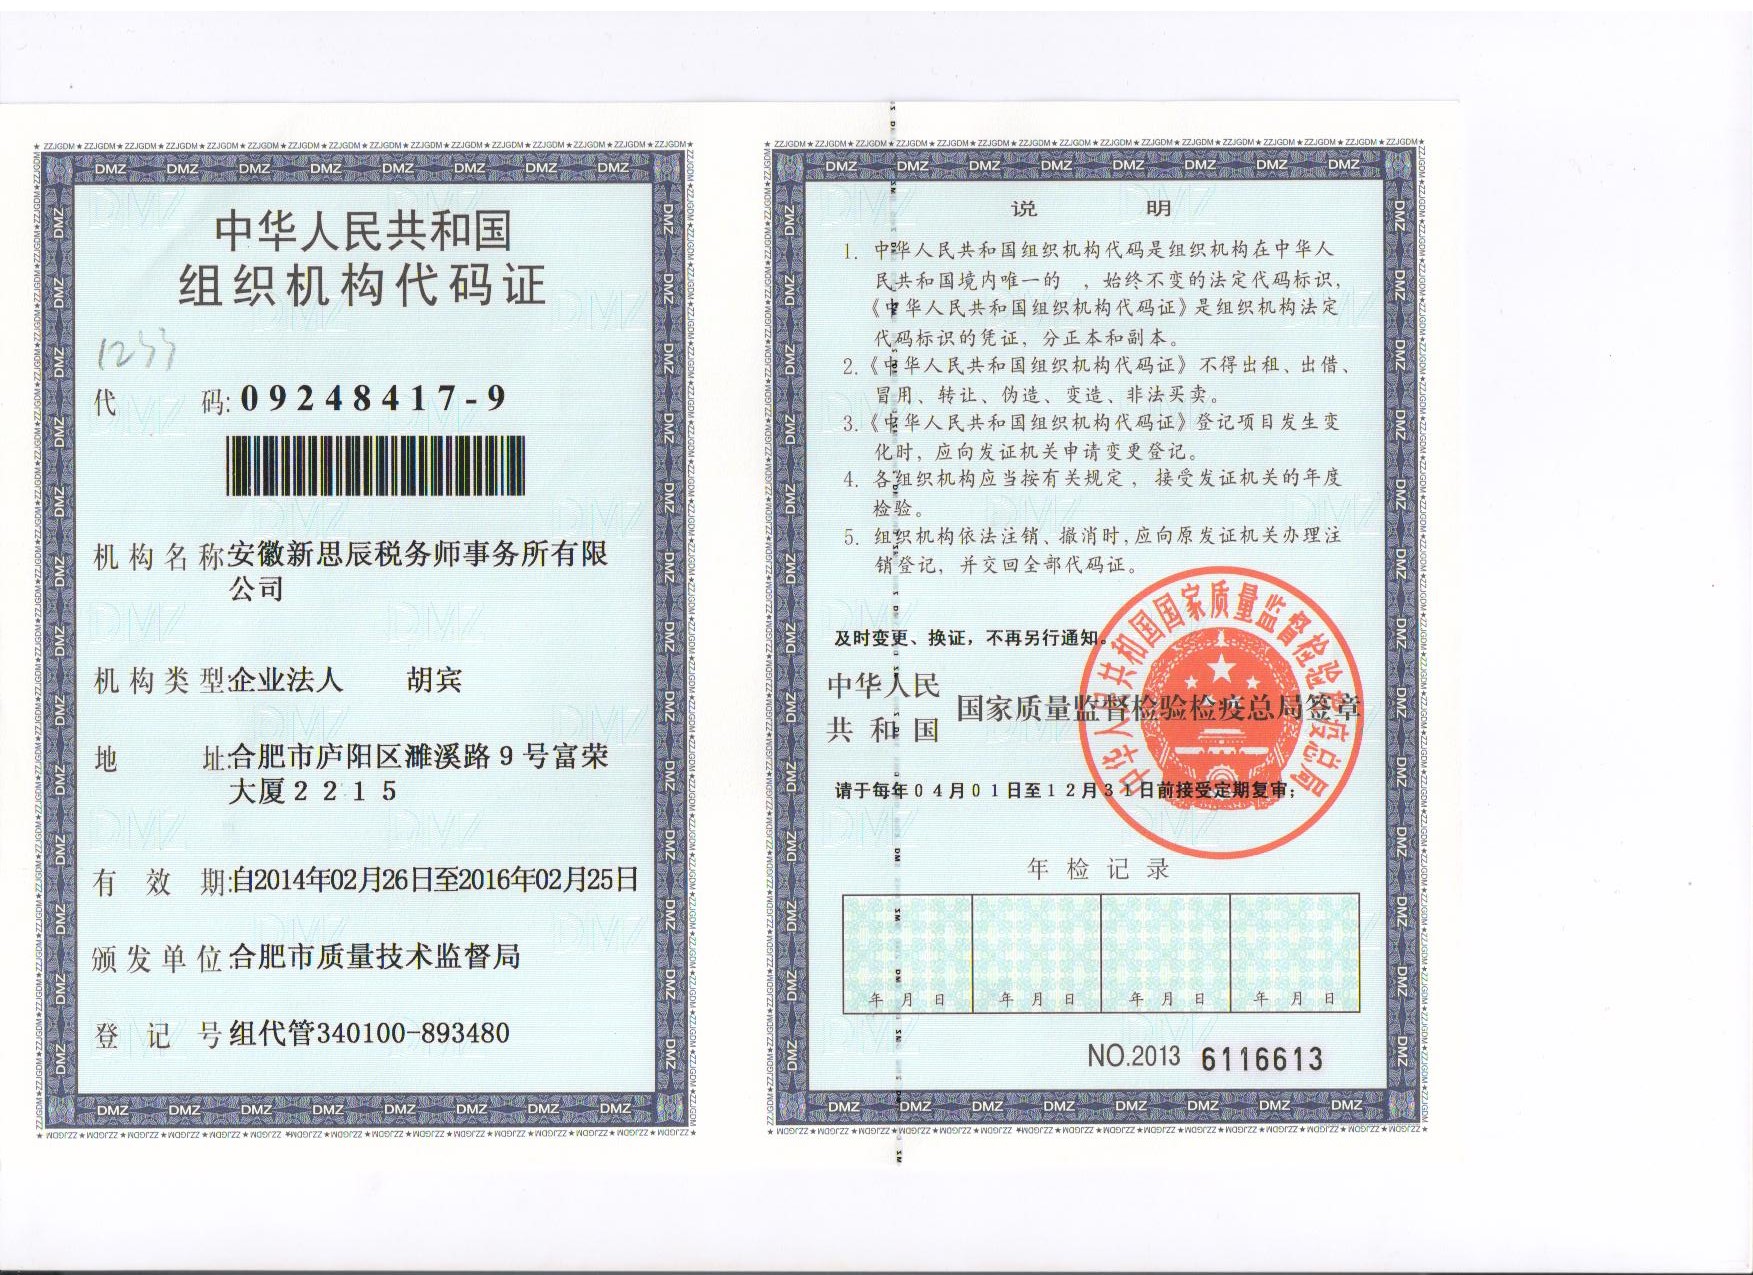 中华人民共和国
组织机构代码证
代 码:09248417-9
机构名称安徽新思辰税务师事务所有限
公司
机构类型企业法人 胡宾
地 址:合肥市庐阳区濉溪路9号富荣
大厦2215
有 效 期:自2014年02月26日至2016年02月25日
颁发单位合肥市质量技术监督局
登 记 号组代管340100-893480
说 明
1. 中华人民共和国组织机构代码是组织机构在中华人
民共和国境内唯一的 ,始终不变的法定代码标识,
《中华人民共和国组织机构代码证》是组织机构法定
代码标识的凭证,分正本和副本。
2.《中华人民共和国组织机构代码证》不得出租、出借、
冒用、转让、伪造、变造、非法买卖。
3.《中华人民共和国组织机构代码证》登记项目发生变
化时,应向发证机关申请变更登记。
4. 各组织机构应当按有关规定,接受发证机关的年度
检验。
5. 组织机构依法注销、撤消时,应向原发证机关办理注
销登记,并交回全部代码证。
及时变更、换证,不再另行通知。
中华人民
共和国
国家质量监督检验检疫总局签章
中华人民共和国国家质量监督检验检疫总局
请于每年04月01日至12月31日前接受定期复审;
年检记录
年 月 日 年 月 日 年 月 日 年 月 日
NO.2013 6116613